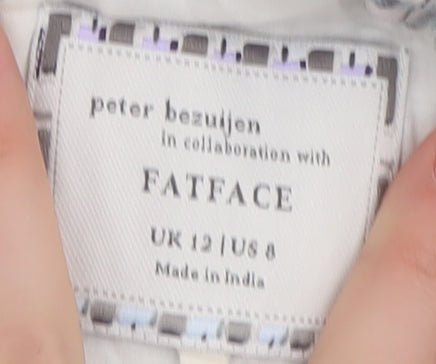 peter bezuijen
in collaboration with
FATFACE
UK 12 | US 8
Made in India